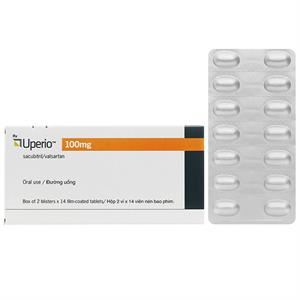 Rx
Uperio™ 100mg
sacubitril/valsartan
Oral use / Đường uống
Box of 2 blisters x 14 film-coated tablets/ Hộp 2 vỉ x 14 viên nén bao phim.